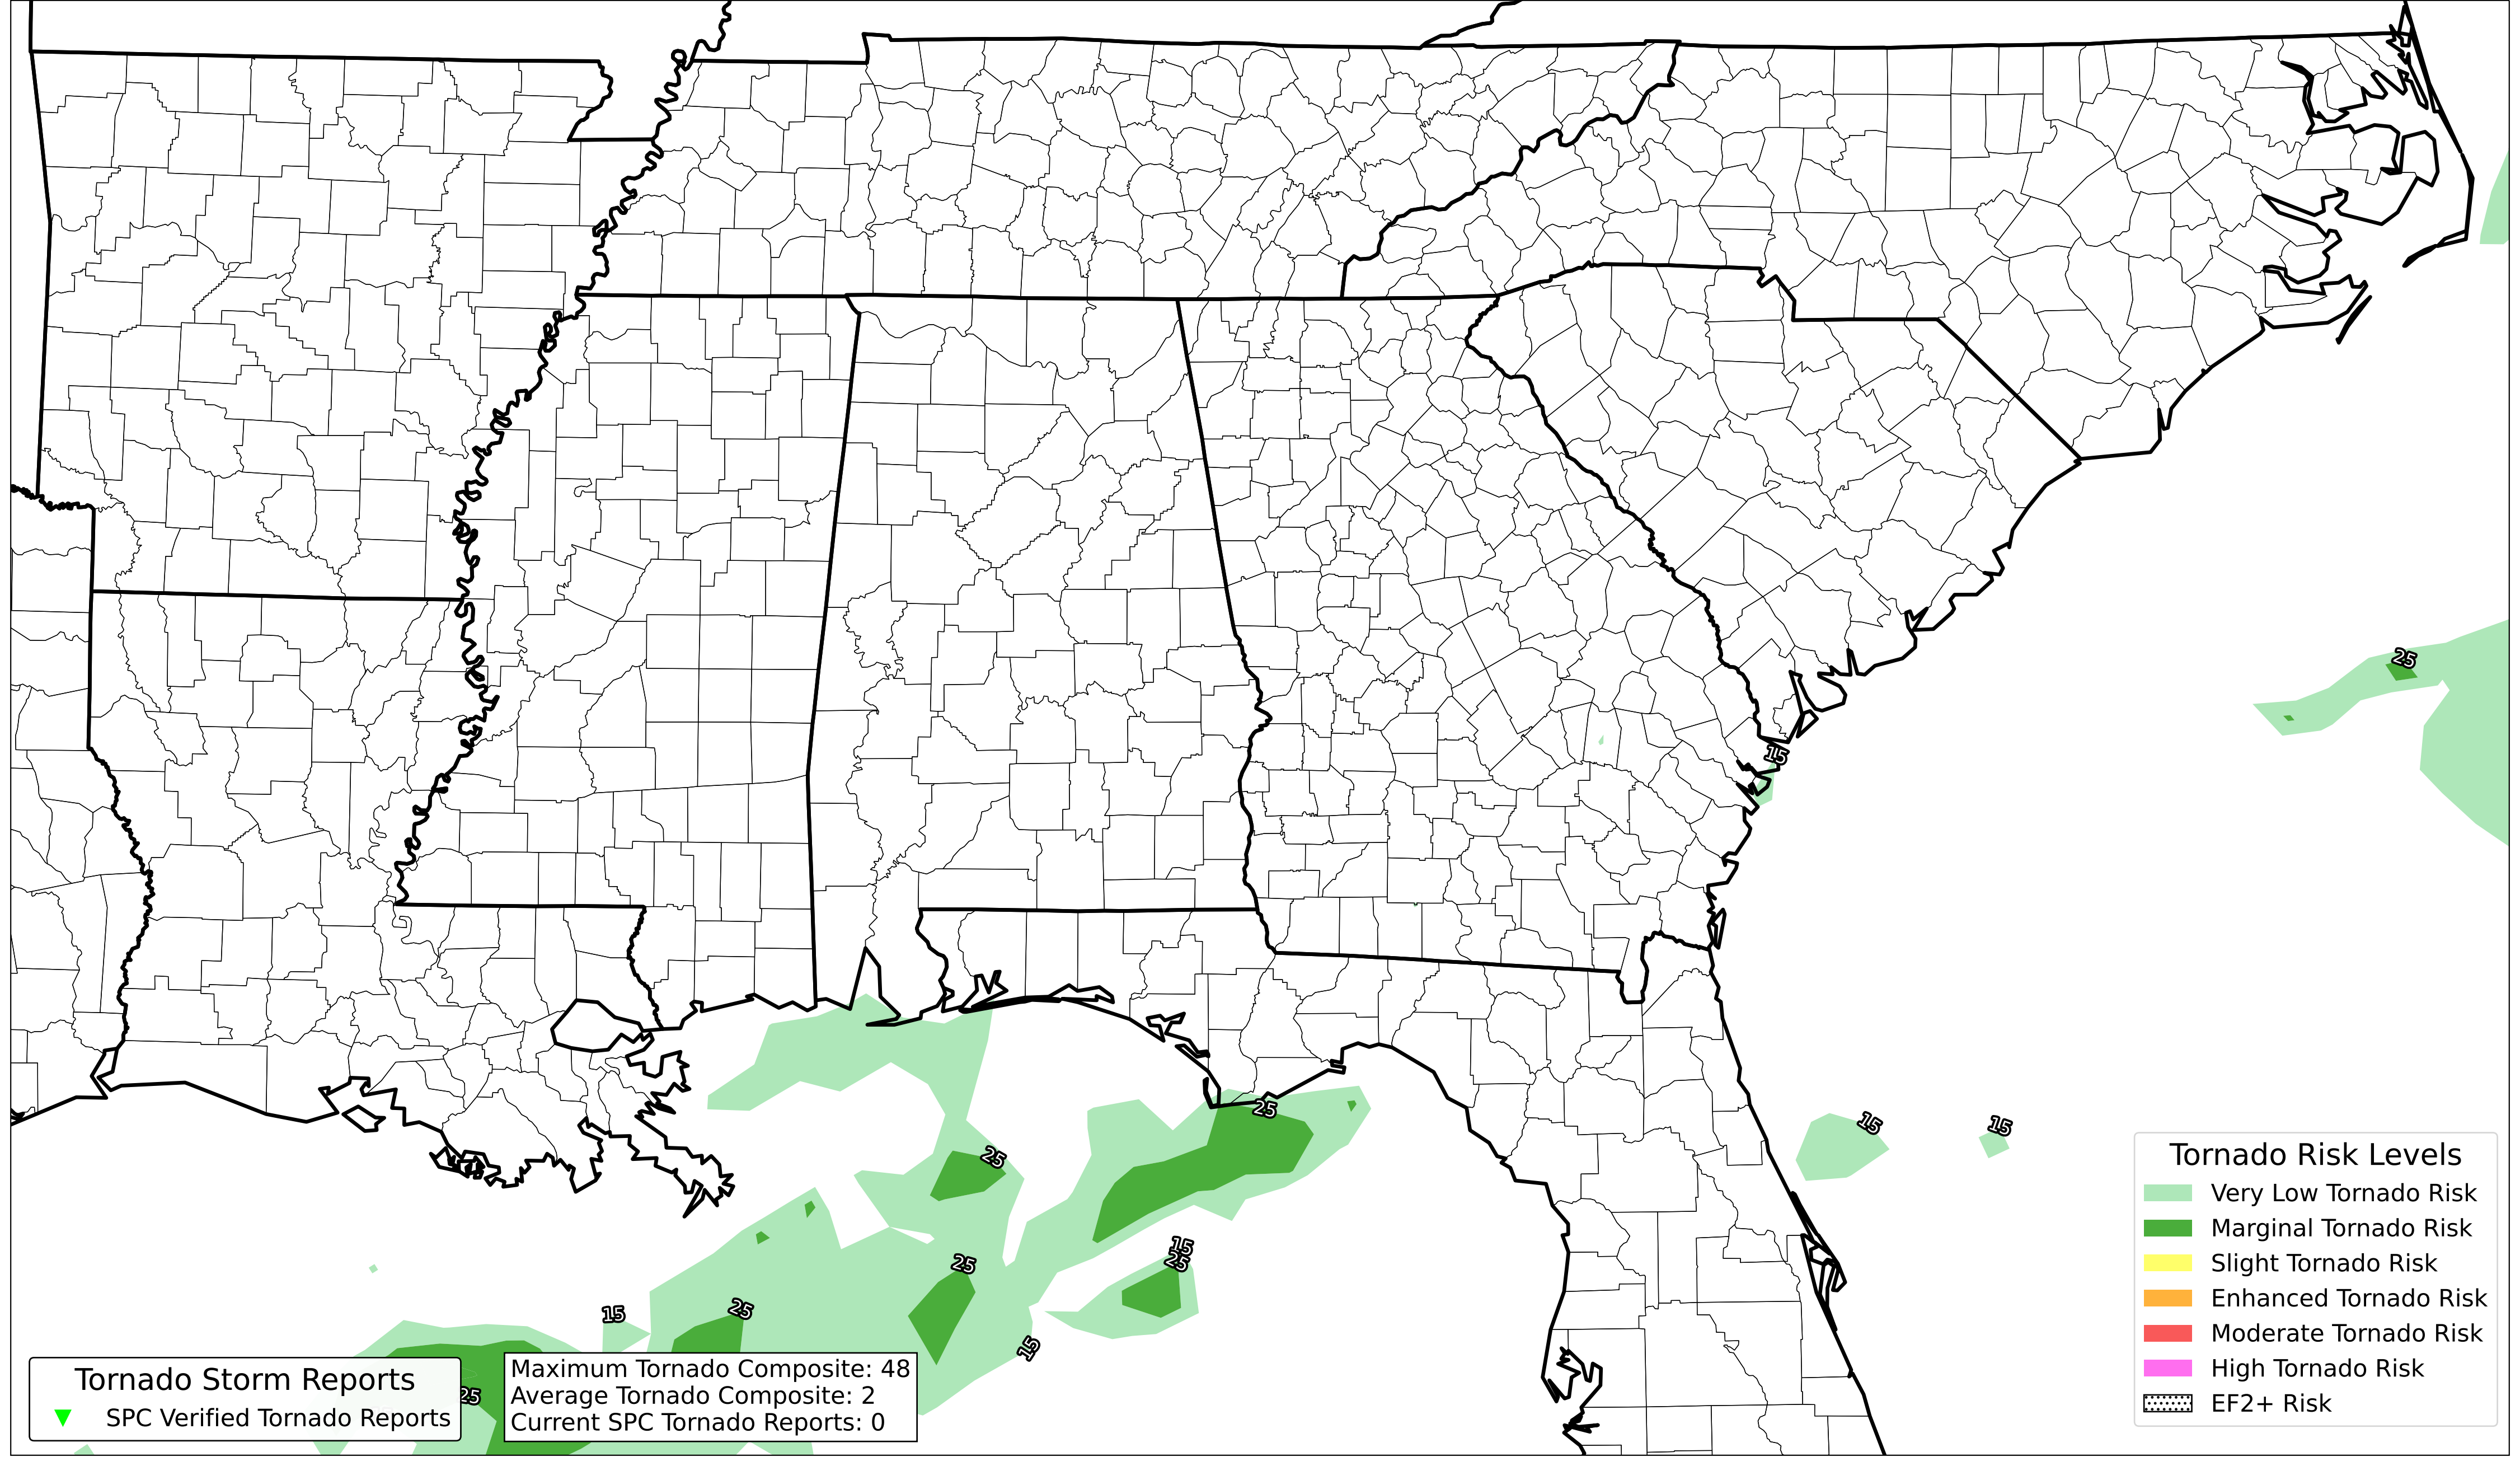 25
15
25
15
15
25
15
25
25
15
25
15
25
Tornado Storm Reports
SPC Verified Tornado Reports
Maximum Tornado Composite: 48
Average Tornado Composite: 2
Current SPC Tornado Reports: 0
Tornado Risk Levels
Very Low Tornado Risk
Marginal Tornado Risk
Slight Tornado Risk
Enhanced Tornado Risk
Moderate Tornado Risk
High Tornado Risk
EF2+ Risk